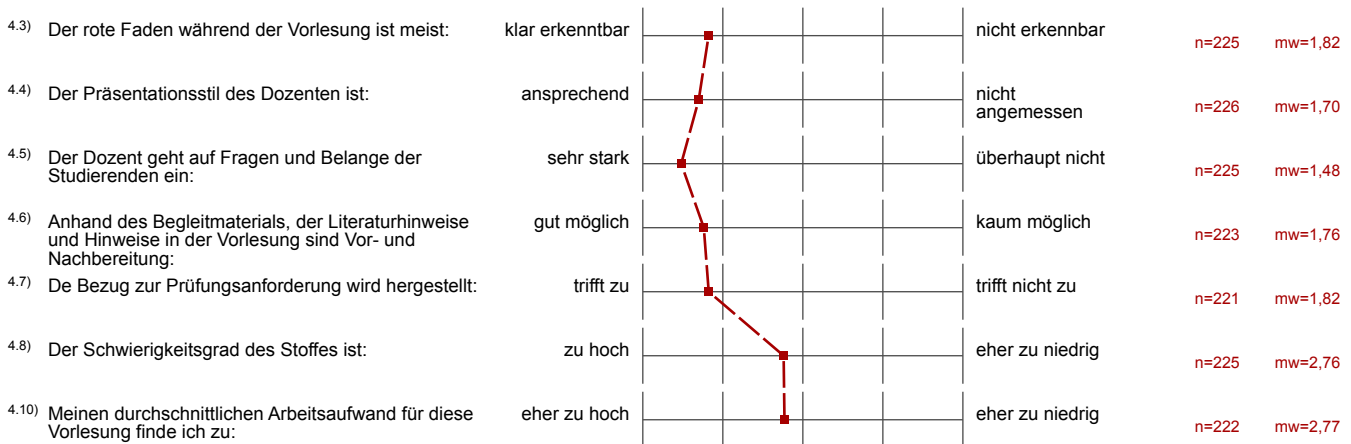 4.3) Der rote Faden während der Vorlesung ist meist: klar erkenntbar nicht erkennbar n=225 mw=1,82
4.4) Der Präsentationsstil des Dozenten ist: ansprechend nicht
angemessen n=226 mw=1,70
4.5) Der Dozent geht auf Fragen und Belange der sehr stark überhaupt nicht
Studierenden ein: n=225 mw=1,48
4.6) Anhand des Begleitmaterials, der Literaturhinweise gut möglich kaum möglich
und Hinweise in der Vorlesung sind Vor- und n=223 mw=1,76
Nachbereitung:
4.7) De Bezug zur Prüfungsanforderung wird hergestellt: trifft zu trifft nicht zu n=221 mw=1,82
4.8) Der Schwierigkeitsgrad des Stoffes ist: zu hoch eher zu niedrig n=225 mw=2,76
4.10) Meinen durchschnittlichen Arbeitsaufwand für diese eher zu hoch eher zu niedrig
Vorlesung finde ich zu: n=222 mw=2,77